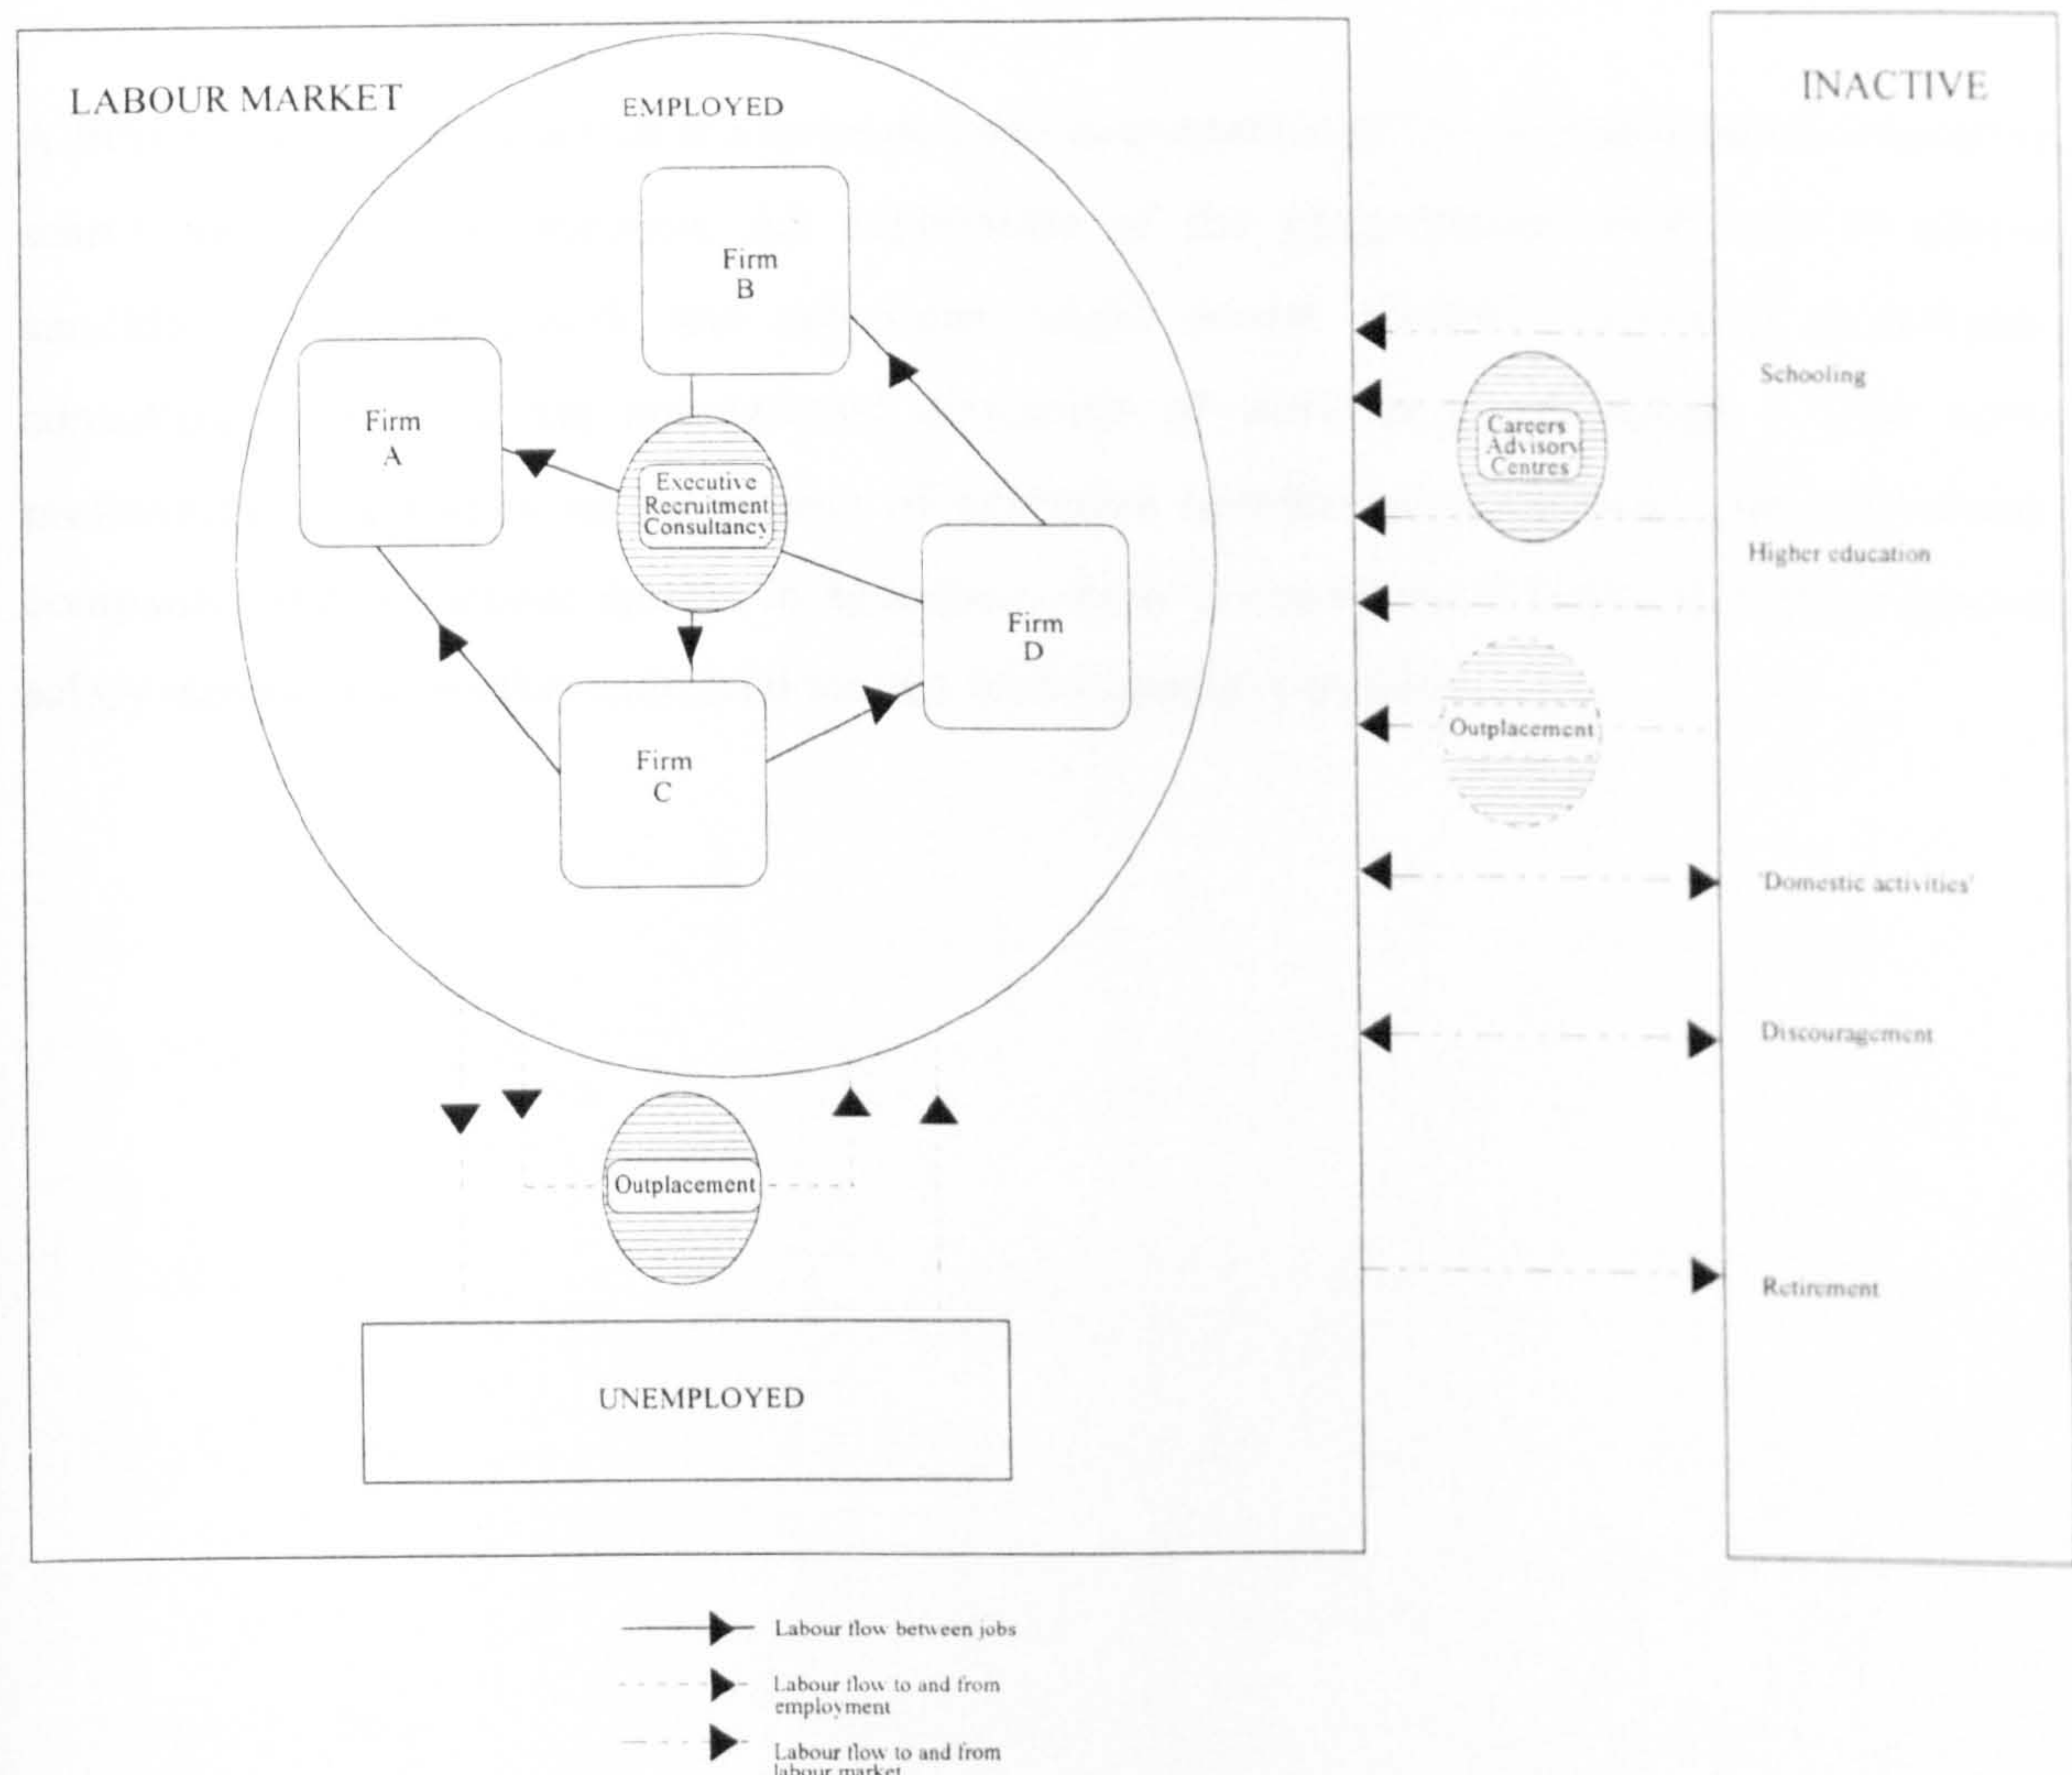 LABOUR MARKET
EMPLOYED
INACTIVE
Firm
B
Firm
A
Executive
Recruitment
Consultancy
Firm
D
Firm
C
Careers
Advisory
Centres
Schooling
Higher education
Outplacement
'Domestic activities'
Discouragement
Outplacement
Retirement
UNEMPLOYED
Labour flow between jobs
Labour flow to and from
employment
Labour flow to and from
labour market